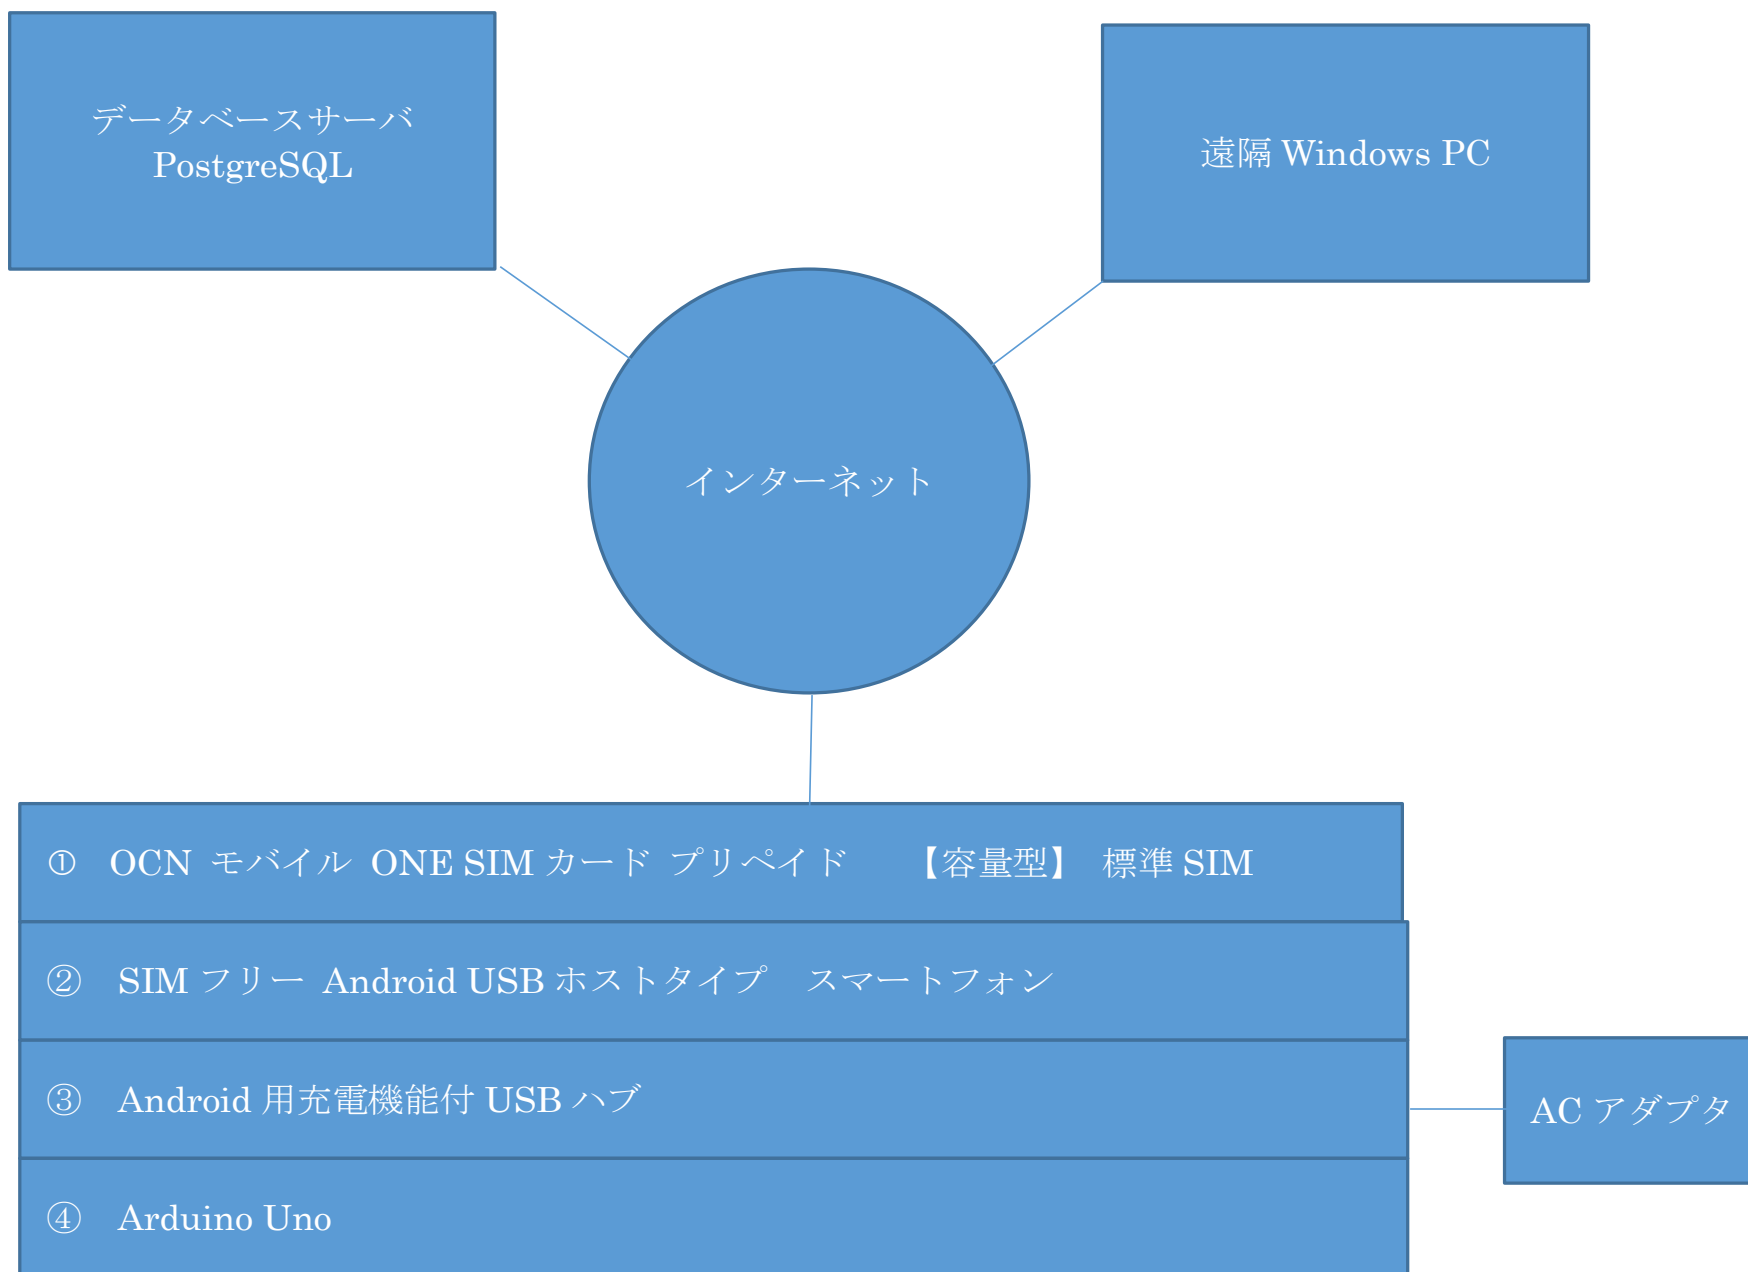 データベースサーバ
PostgreSQL
遠隔 Windows PC
インターネット
① OCN モバイル ONE SIM カード プリペイド 【容量型】 標準 SIM
② SIM フリー Android USB ホストタイプ スマートフォン
③ Android 用充電機能付 USB ハブ
AC アダプタ
④ Arduino Uno